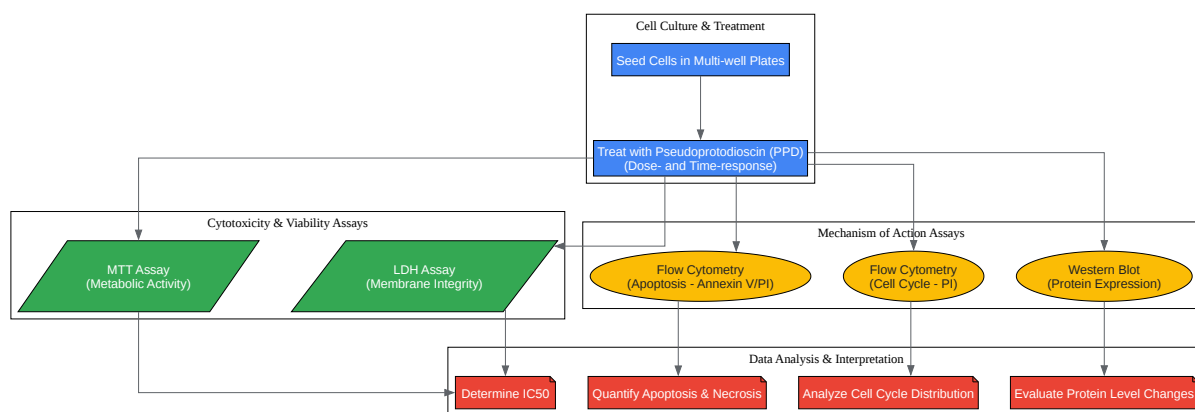 Cell Culture & Treatment
Seed Cells in Multi-well Plates
Treat with Pseudoprotodioscin (PPD)
(Dose- and Time-response)
Cytotoxicity & Viability Assays
MTT Assay
(Metabolic Activity)
LDH Assay
(Membrane Integrity)
Mechanism of Action Assays
Flow Cytometry
(Apoptosis - Annexin V/PI)
Flow Cytometry
(Cell Cycle - PI)
Western Blot
(Protein Expression)
Data Analysis & Interpretation
Determine IC50
Quantify Apoptosis & Necrosis
Analyze Cell Cycle Distribution
Evaluate Protein Level Changes